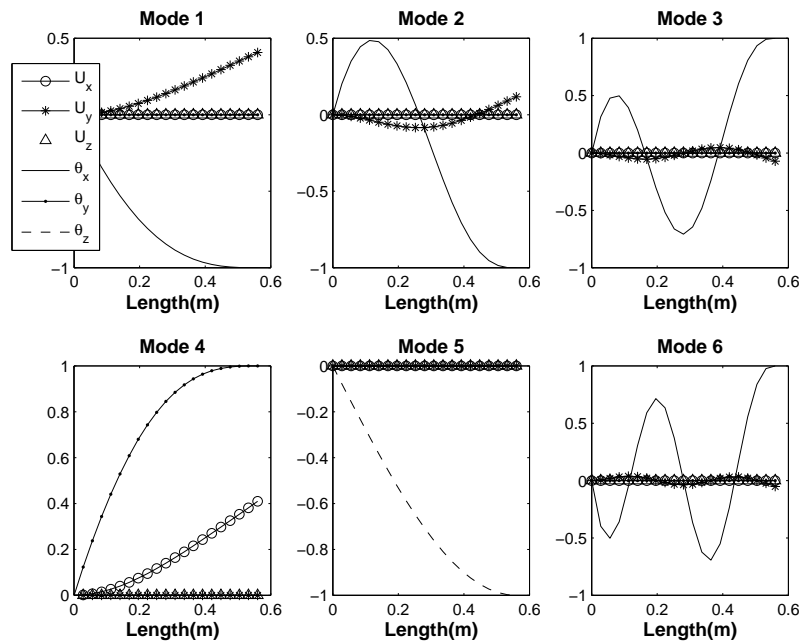 Mode 1
0.5
−1
0 0.2 0.4 0.6
Length(m)
U_x
U_y
U_z
θ_x
θ_y
θ_z
Mode 2
0.5
0
−0.5
−1
0 0.2 0.4 0.6
Length(m)
Mode 3
1
0.5
0
−0.5
−1
0 0.2 0.4 0.6
Length(m)
Mode 4
1
0.8
0.6
0.4
0.2
0
0 0.2 0.4 0.6
Length(m)
Mode 5
0
−0.2
−0.4
−0.6
−0.8
−1
0 0.2 0.4 0.6
Length(m)
Mode 6
1
0.5
0
−0.5
−1
0 0.2 0.4 0.6
Length(m)